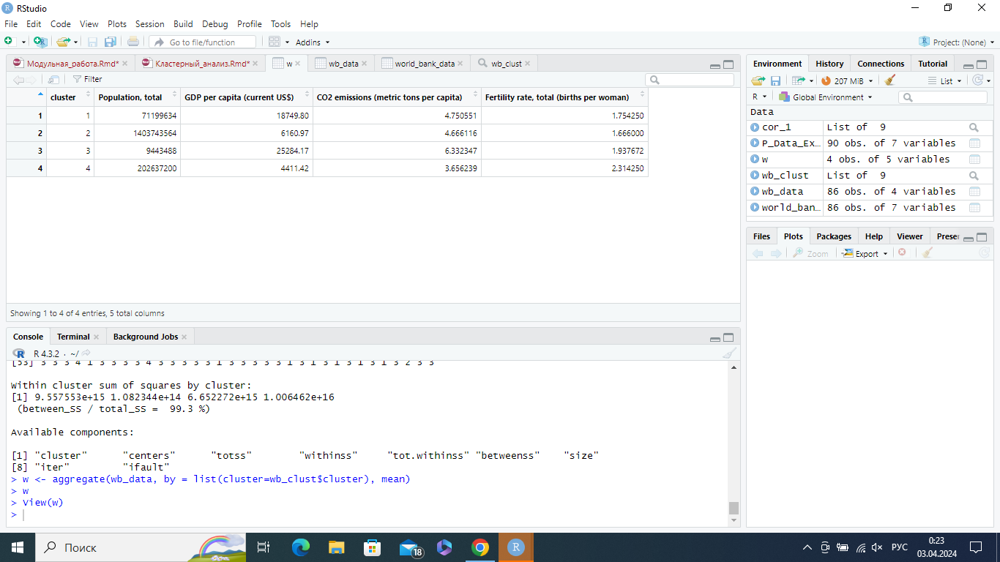 RStudio
File Edit Code View Plots Session Build Debug Profile Tools Help
Go to file/function Addins Project: (None)
Модульная_работа.Rmd* Кластерный_анализ.Rmd* w wb_data world_bank_data wb_clust
Filter
cluster Population, total GDP per capita (current US$) CO2 emissions (metric tons per capita) Fertility rate, total (births per woman)
1 1 71199634 18749.80 4.750551 1.754250
2 2 1403743564 6160.97 4.666116 1.666000
3 3 9443488 25284.17 6.332347 1.937672
4 4 202637200 4411.42 3.656239 2.314250
Showing 1 to 4 of 4 entries, 5 total columns
Console Terminal Background Jobs
R 4.3.2 · ~/
[53] 3 3 3 4 1 3 3 3 3 4 3 3 3 3 3 1 3 3 3 3 3 1 3 1 3 1 3 1 3 1 3 2 3 3
Within cluster sum of squares by cluster:
[1] 9.557553e+15 1.082344e+14 6.652272e+15 1.006462e+16
(between_SS / total_SS = 99.3 %)
Available components:
[1] "cluster" "centers" "totss" "withinss" "tot.withinss" "betweenss" "size"
[8] "iter" "ifault"
> w <- aggregate(wb_data, by = list(cluster=wb_clust$cluster), mean)
> w
> View(w)
>
Environment History Connections Tutorial
207 MiB List
R Global Environment
Data
cor_1 List of 9
P_Data_Ex… 90 obs. of 7 variables
w 4 obs. of 5 variables
wb_clust List of 9
wb_data 86 obs. of 4 variables
world_ban… 86 obs. of 7 variables
Files Plots Packages Help Viewer Preser
Zoom Export
Поиск 18 РУС 0:23
03.04.2024